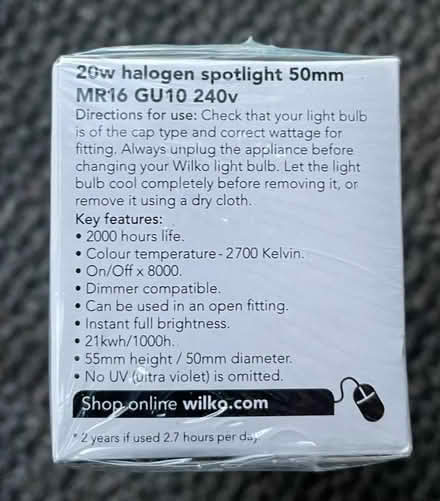 20w halogen spotlight 50mm
MR16 GU10 240v
Directions for use: Check that your light bulb
is of the cap type and correct wattage for
fitting. Always unplug the appliance before
changing your Wilko light bulb. Let the light
bulb cool completely before removing it, or
remove it using a dry cloth.
Key features:
• 2000 hours life.
• Colour temperature - 2700 Kelvin.
• On/Off x 8000.
• Dimmer compatible.
• Can be used in an open fitting.
• Instant full brightness.
• 21kwh/1000h.
• 55mm height / 50mm diameter.
• No UV (ultra violet) is omitted.
Shop online wilko.com
* 2 years if used 2.7 hours per day.